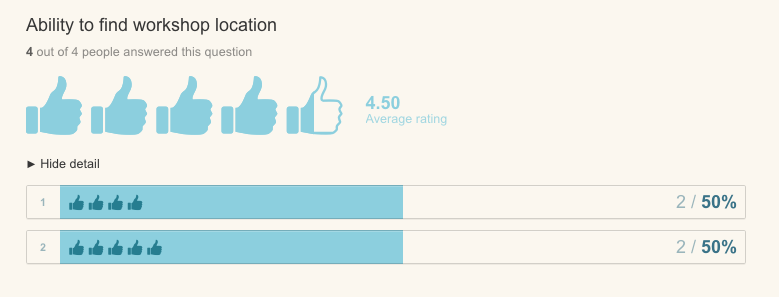 Ability to find workshop location
4 out of 4 people answered this question
4.50
Average rating
► Hide detail
1 2 / 50%
2 2 / 50%